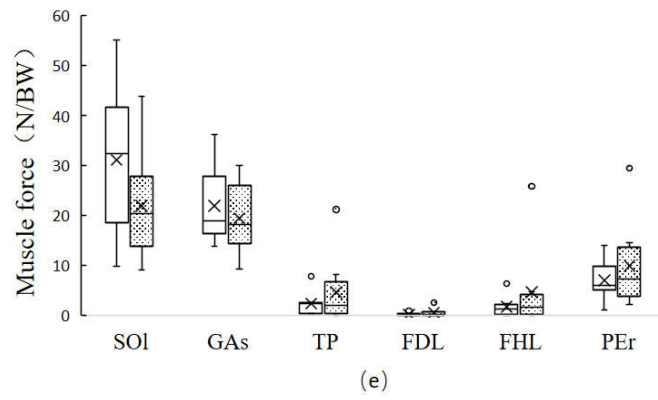 60
50
40
30
20
10
0
Muscle force（N/BW）
SOl GAs TP FDL FHL PEr
(e)